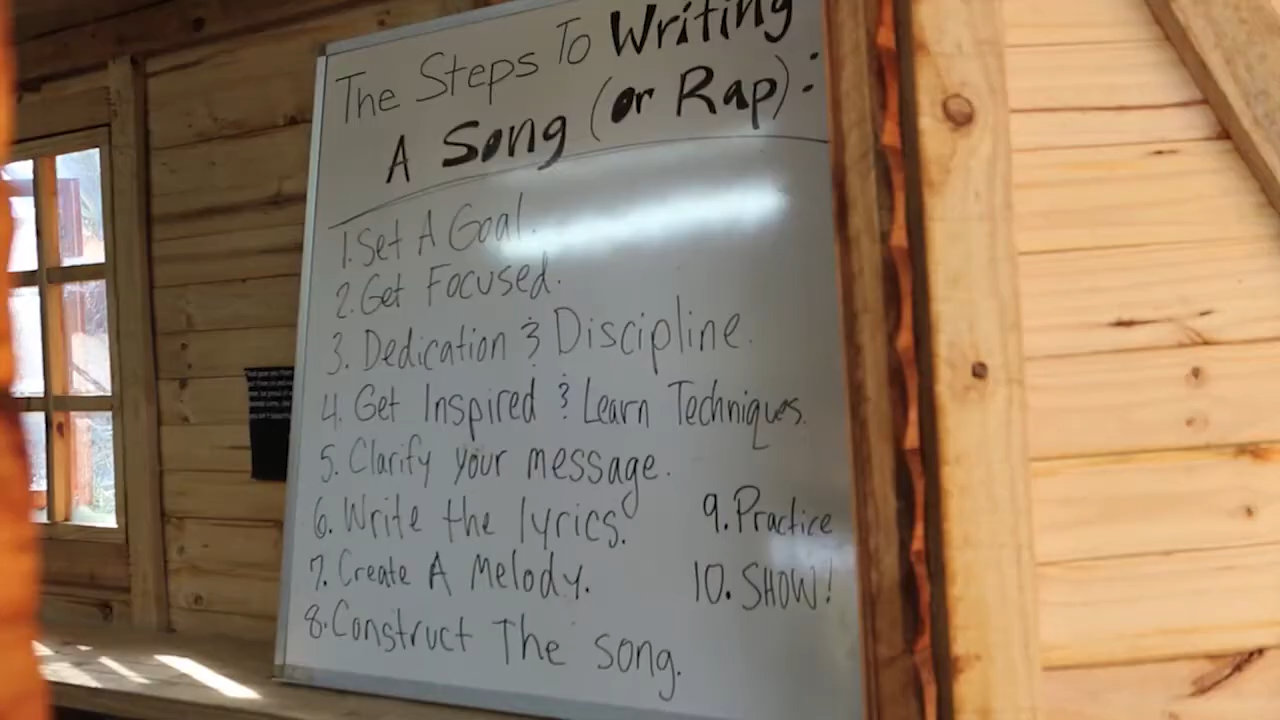 The Steps To Writing
A Song (or Rap):
1. Set A Goal.
2. Get Focused.
3. Dedication & Discipline.
4. Get Inspired & Learn Techniques.
5. Clarify your message.
6. Write the lyrics.
7. Create A Melody.
8. Construct The song.
9. Practice
10. SHOW!